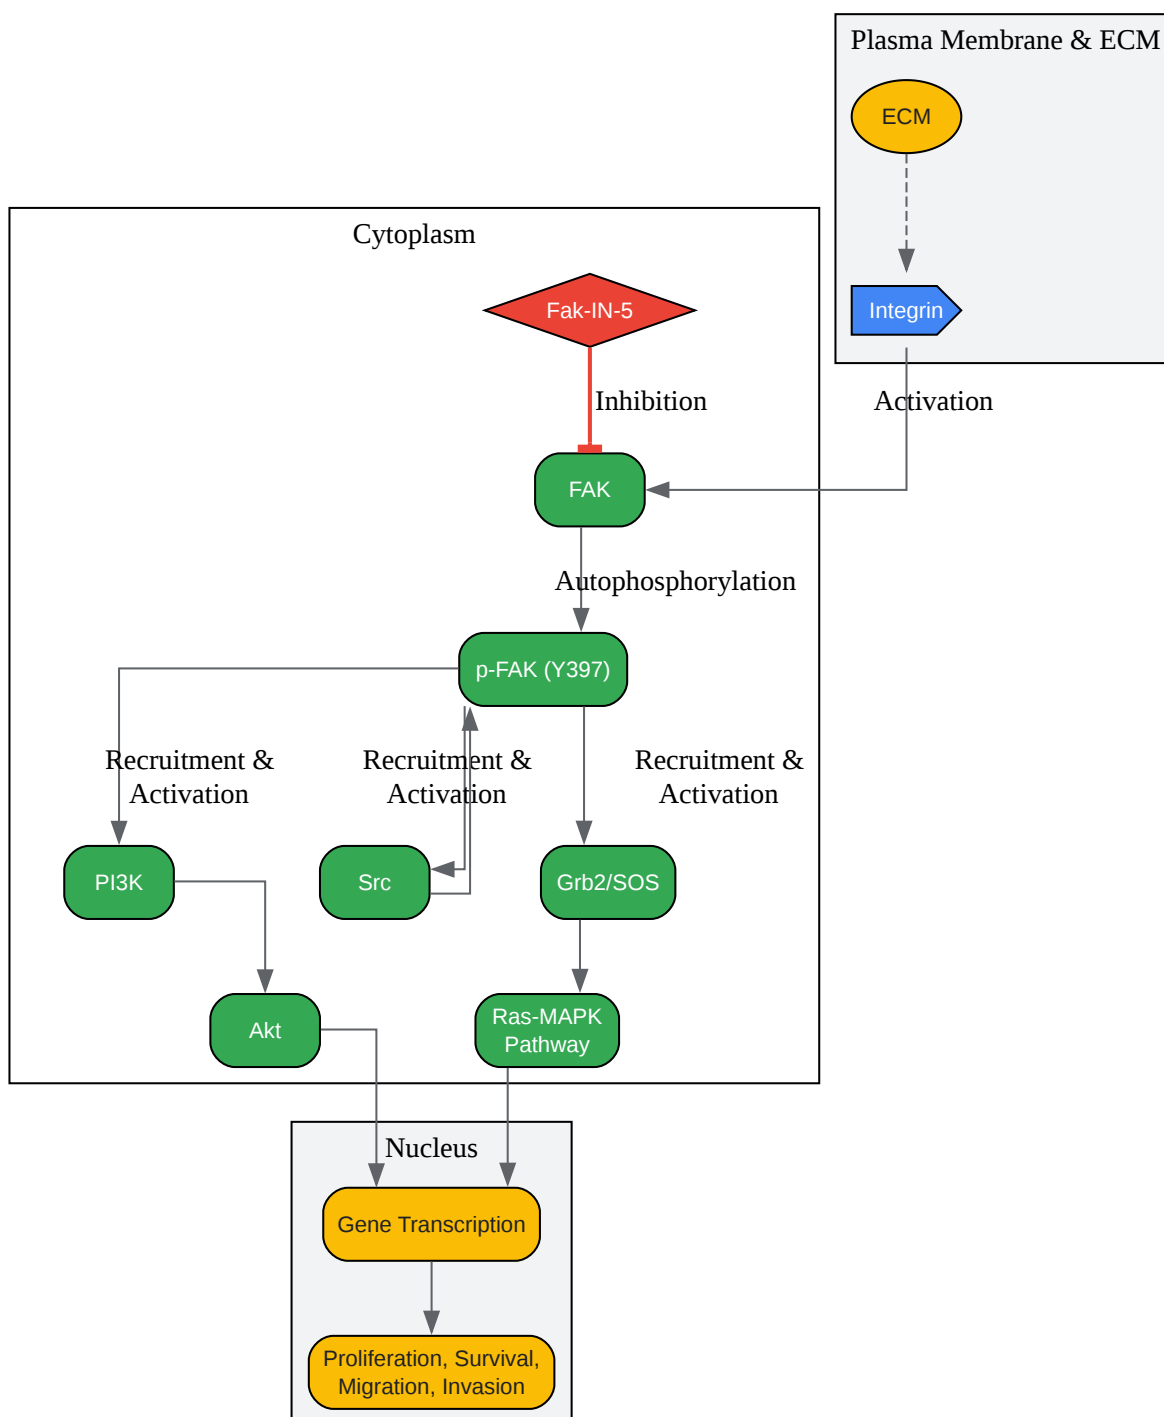 Plasma Membrane & ECM
ECM
Cytoplasm
Fak-IN-5
Integrin
Inhibition
Activation
FAK
Autophosphorylation
p-FAK (Y397)
Recruitment &
Activation
Recruitment &
Activation
Recruitment &
Activation
PI3K
Src
Grb2/SOS
Akt
Ras-MAPK
Pathway
Nucleus
Gene Transcription
Proliferation, Survival,
Migration, Invasion